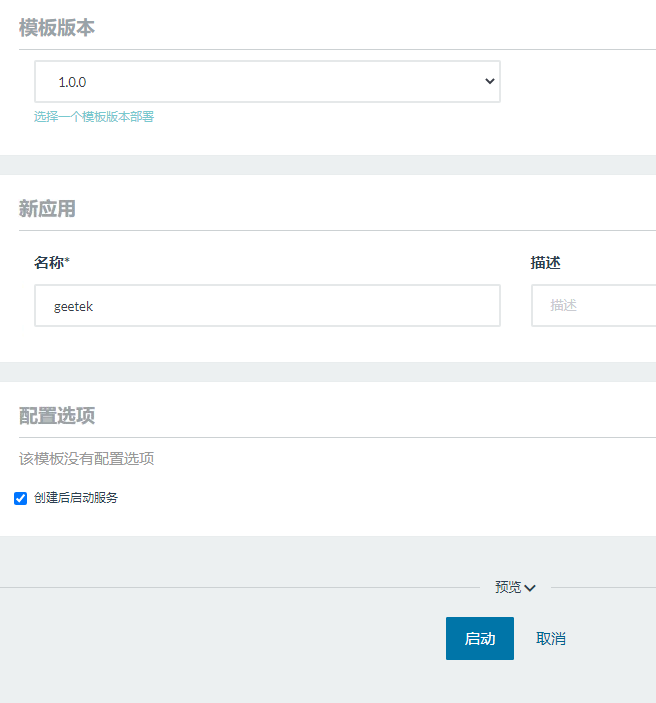 模板版本
1.0.0
选择一个模板版本部署
新应用
名称* 描述
geetek 描述
配置选项
该模板没有配置选项
创建后启动服务
预览
启动 取消